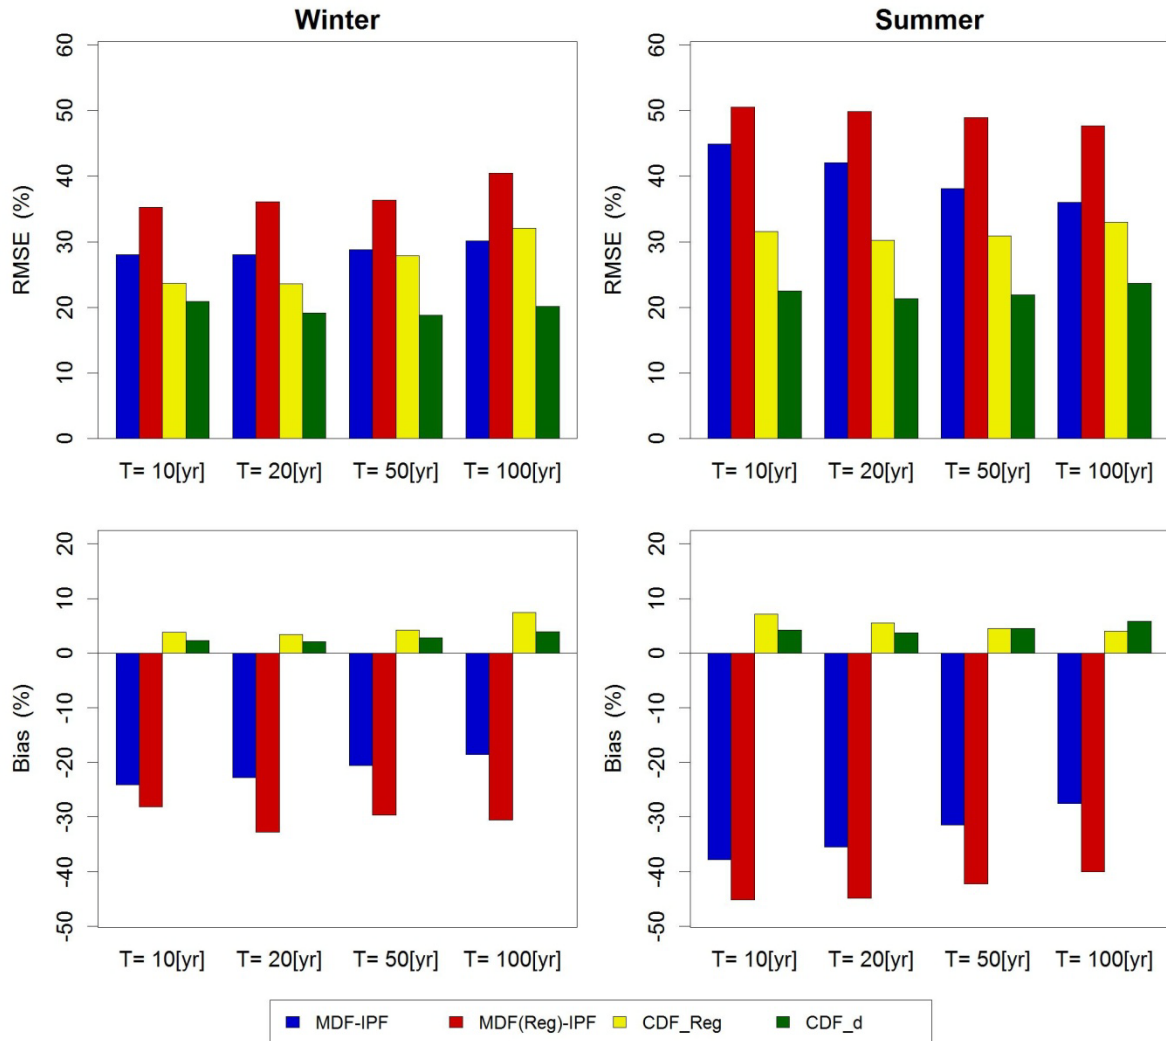 Winter
Summer
RMSE (%)
60
50
40
30
20
10
0
T= 10[yr] T= 20[yr] T= 50[yr] T= 100[yr]
RMSE (%)
60
50
40
30
20
10
0
T= 10[yr] T= 20[yr] T= 50[yr] T= 100[yr]
Bias (%)
20
10
0
-10
-20
-30
-40
-50
T= 10[yr] T= 20[yr] T= 50[yr] T= 100[yr]
Bias (%)
20
10
0
-10
-20
-30
-40
-50
T= 10[yr] T= 20[yr] T= 50[yr] T= 100[yr]
MDF-IPF MDF(Reg)-IPF CDF_Reg CDF_d